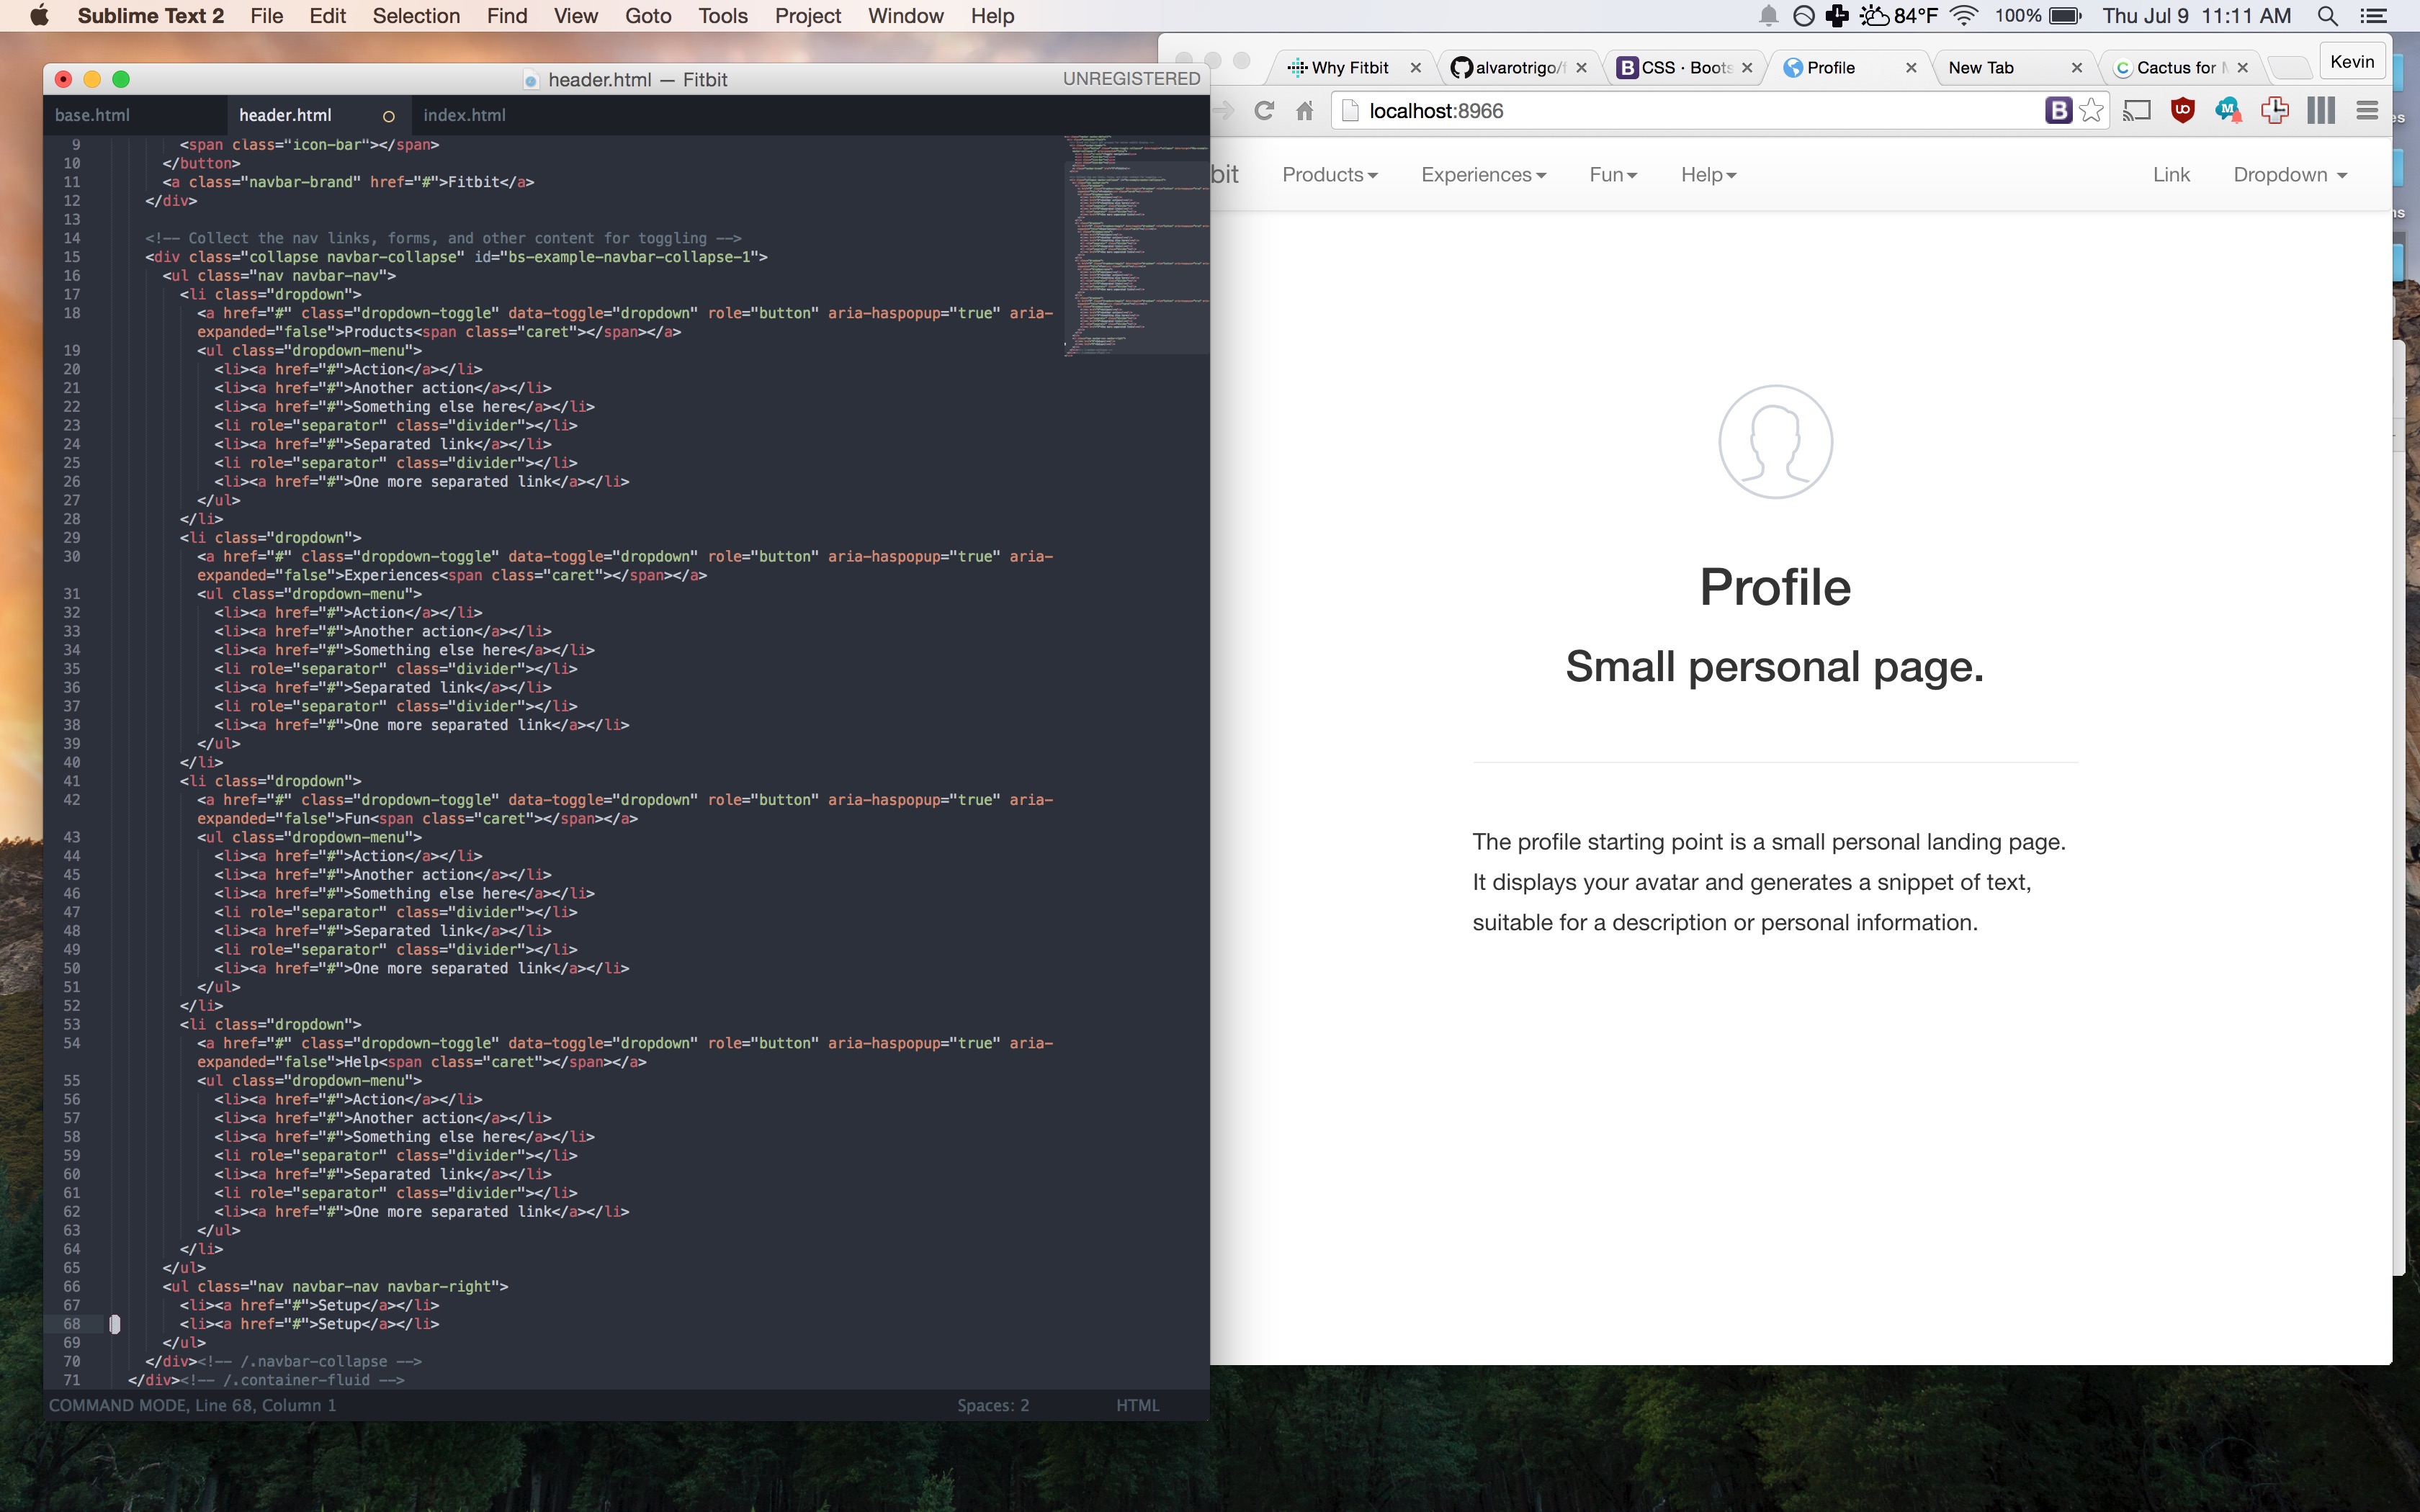 Sublime Text 2 File Edit Selection Find View Goto Tools Project Window Help 84°F 100% Thu Jul 9 11:11 AM
header.html — Fitbit UNREGISTERED
base.html header.html index.html
9 <span class="icon-bar"></span>
10 </button>
11 <a class="navbar-brand" href="#">Fitbit</a>
12 </div>
13
14 <!-- Collect the nav links, forms, and other content for toggling -->
15 <div class="collapse navbar-collapse" id="bs-example-navbar-collapse-1">
16 <ul class="nav navbar-nav">
17 <li class="dropdown">
18 <a href="#" class="dropdown-toggle" data-toggle="dropdown" role="button" aria-haspopup="true" aria-
expanded="false">Products<span class="caret"></span></a>
19 <ul class="dropdown-menu">
20 <li><a href="#">Action</a></li>
21 <li><a href="#">Another action</a></li>
22 <li><a href="#">Something else here</a></li>
23 <li role="separator" class="divider"></li>
24 <li><a href="#">Separated link</a></li>
25 <li role="separator" class="divider"></li>
26 <li><a href="#">One more separated link</a></li>
27 </ul>
28 </li>
29 <li class="dropdown">
30 <a href="#" class="dropdown-toggle" data-toggle="dropdown" role="button" aria-haspopup="true" aria-
expanded="false">Experiences<span class="caret"></span></a>
31 <ul class="dropdown-menu">
32 <li><a href="#">Action</a></li>
33 <li><a href="#">Another action</a></li>
34 <li><a href="#">Something else here</a></li>
35 <li role="separator" class="divider"></li>
36 <li><a href="#">Separated link</a></li>
37 <li role="separator" class="divider"></li>
38 <li><a href="#">One more separated link</a></li>
39 </ul>
40 </li>
41 <li class="dropdown">
42 <a href="#" class="dropdown-toggle" data-toggle="dropdown" role="button" aria-haspopup="true" aria-
expanded="false">Fun<span class="caret"></span></a>
43 <ul class="dropdown-menu">
44 <li><a href="#">Action</a></li>
45 <li><a href="#">Another action</a></li>
46 <li><a href="#">Something else here</a></li>
47 <li role="separator" class="divider"></li>
48 <li><a href="#">Separated link</a></li>
49 <li role="separator" class="divider"></li>
50 <li><a href="#">One more separated link</a></li>
51 </ul>
52 </li>
53 <li class="dropdown">
54 <a href="#" class="dropdown-toggle" data-toggle="dropdown" role="button" aria-haspopup="true" aria-
expanded="false">Help<span class="caret"></span></a>
55 <ul class="dropdown-menu">
56 <li><a href="#">Action</a></li>
57 <li><a href="#">Another action</a></li>
58 <li><a href="#">Something else here</a></li>
59 <li role="separator" class="divider"></li>
60 <li><a href="#">Separated link</a></li>
61 <li role="separator" class="divider"></li>
62 <li><a href="#">One more separated link</a></li>
63 </ul>
64 </li>
65 </ul>
66 <ul class="nav navbar-nav navbar-right">
67 <li><a href="#">Setup</a></li>
68 <li><a href="#">Setup</a></li>
69 </ul>
70 </div><!-- /.navbar-collapse -->
71 </div><!-- /.container-fluid -->
COMMAND MODE, Line 68, Column 1 Spaces: 2 HTML
Why Fitbit alvarotrigo/f CSS · Boots Profile New Tab Cactus for M Kevin
localhost:8966
bit Products Experiences Fun Help Link Dropdown
Profile
Small personal page.
The profile starting point is a small personal landing page.
It displays your avatar and generates a snippet of text,
suitable for a description or personal information.